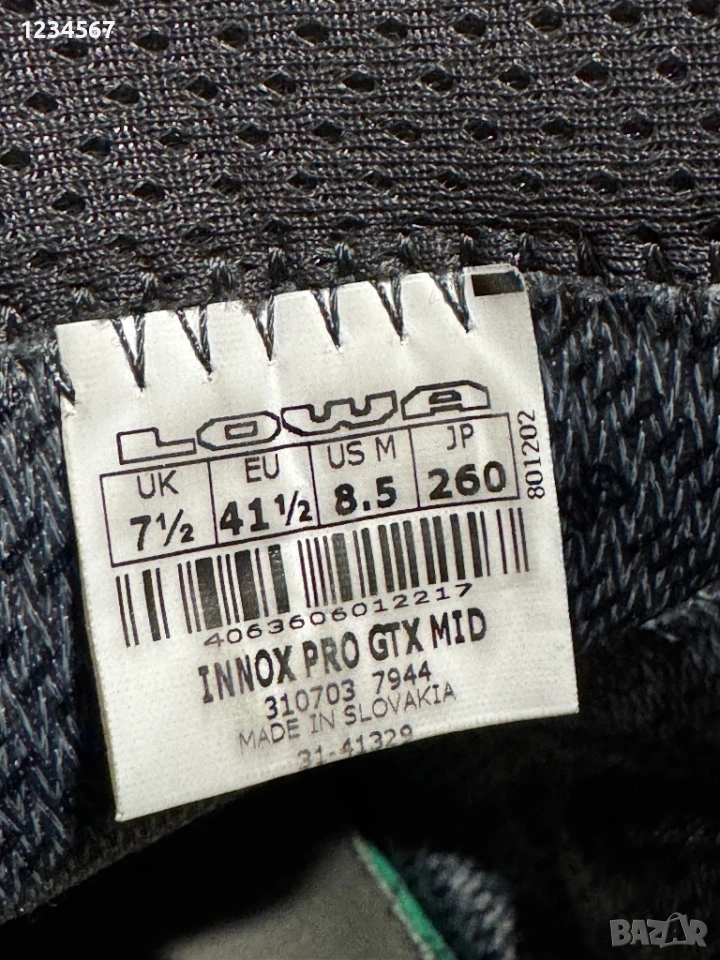 1234567
LOWA
UK EU US M JP
7½ 41½ 8.5 260
801202
4063606012217
INNOX PRO GTX MID
310703 7944
MADE IN SLOVAKIA
31-41329
BAZAR